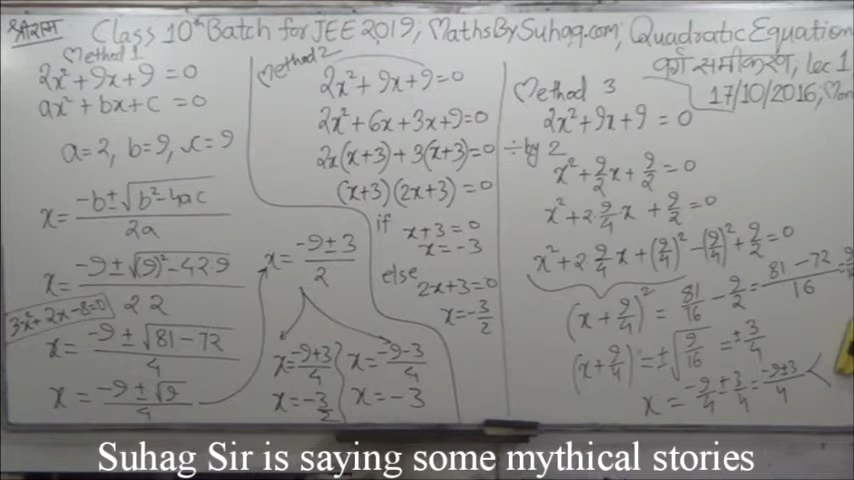 श्रीराम Class 10th Batch for JEE 2019, MathsBySuhag.com, Quadratic Equation
वर्ग समीकरण, lec 1
17/10/2016, Mon
Method 1
2x² + 9x + 9 = 0
ax² + bx + c = 0
a = 2, b = 9, c = 9
x = (-b ± √(b² - 4ac)) / 2a
x = (-9 ± √((9)² - 4·2·9)) / 2·2
3x² + 2x - 8 = 0
x = (-9 ± √(81 - 72)) / 4
x = (-9 ± √9) / 4
x = (-9 ± 3) / 2
x = (-9 + 3) / 4
x = -3/2
x = (-9 - 3) / 4
x = -3
Method 2
2x² + 9x + 9 = 0
2x² + 6x + 3x + 9 = 0
2x(x+3) + 3(x+3) = 0
(x+3)(2x+3) = 0
if x + 3 = 0
x = -3
else 2x + 3 = 0
x = -3/2
Method 3
2x² + 9x + 9 = 0
÷ by 2
x² + 9/2 x + 9/2 = 0
x² + 2·9/4 x + 9/2 = 0
x² + 2·9/4 x + (9/4)² - (9/4)² + 9/2 = 0
(x + 9/4)² = 81/16 - 9/2 = (81 - 72)/16
(x + 9/4) = ±√(9/16) = ±3/4
x = -9/4 ± 3/4 = (-9±3)/4
Suhag Sir is saying some mythical stories